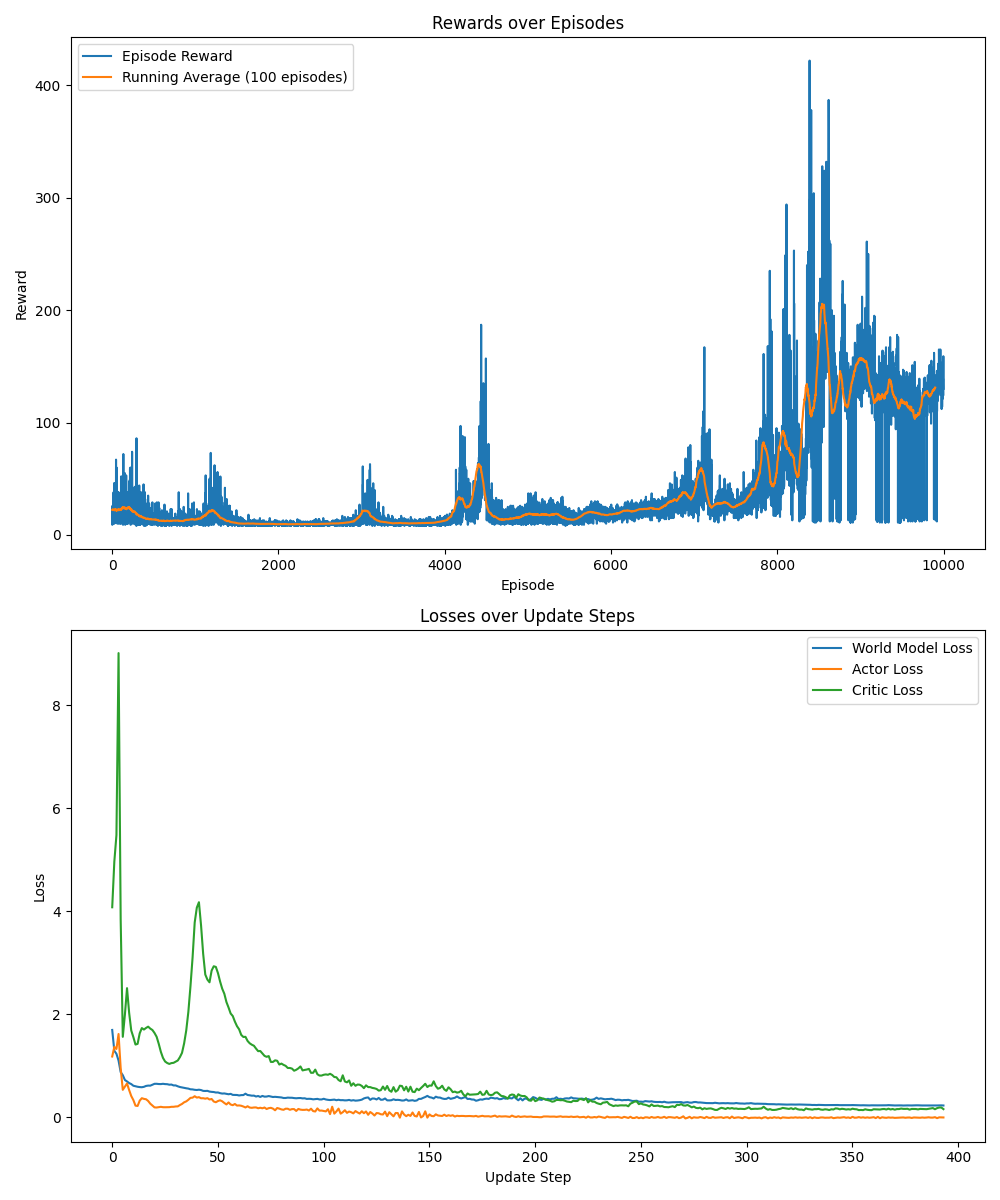 Rewards over Episodes
Episode Reward
Running Average (100 episodes)
400
300
200
100
0
Reward
0 2000 4000 6000 8000 10000
Episode
Losses over Update Steps
World Model Loss
Actor Loss
Critic Loss
8
6
4
2
0
Loss
0 50 100 150 200 250 300 350 400
Update Step